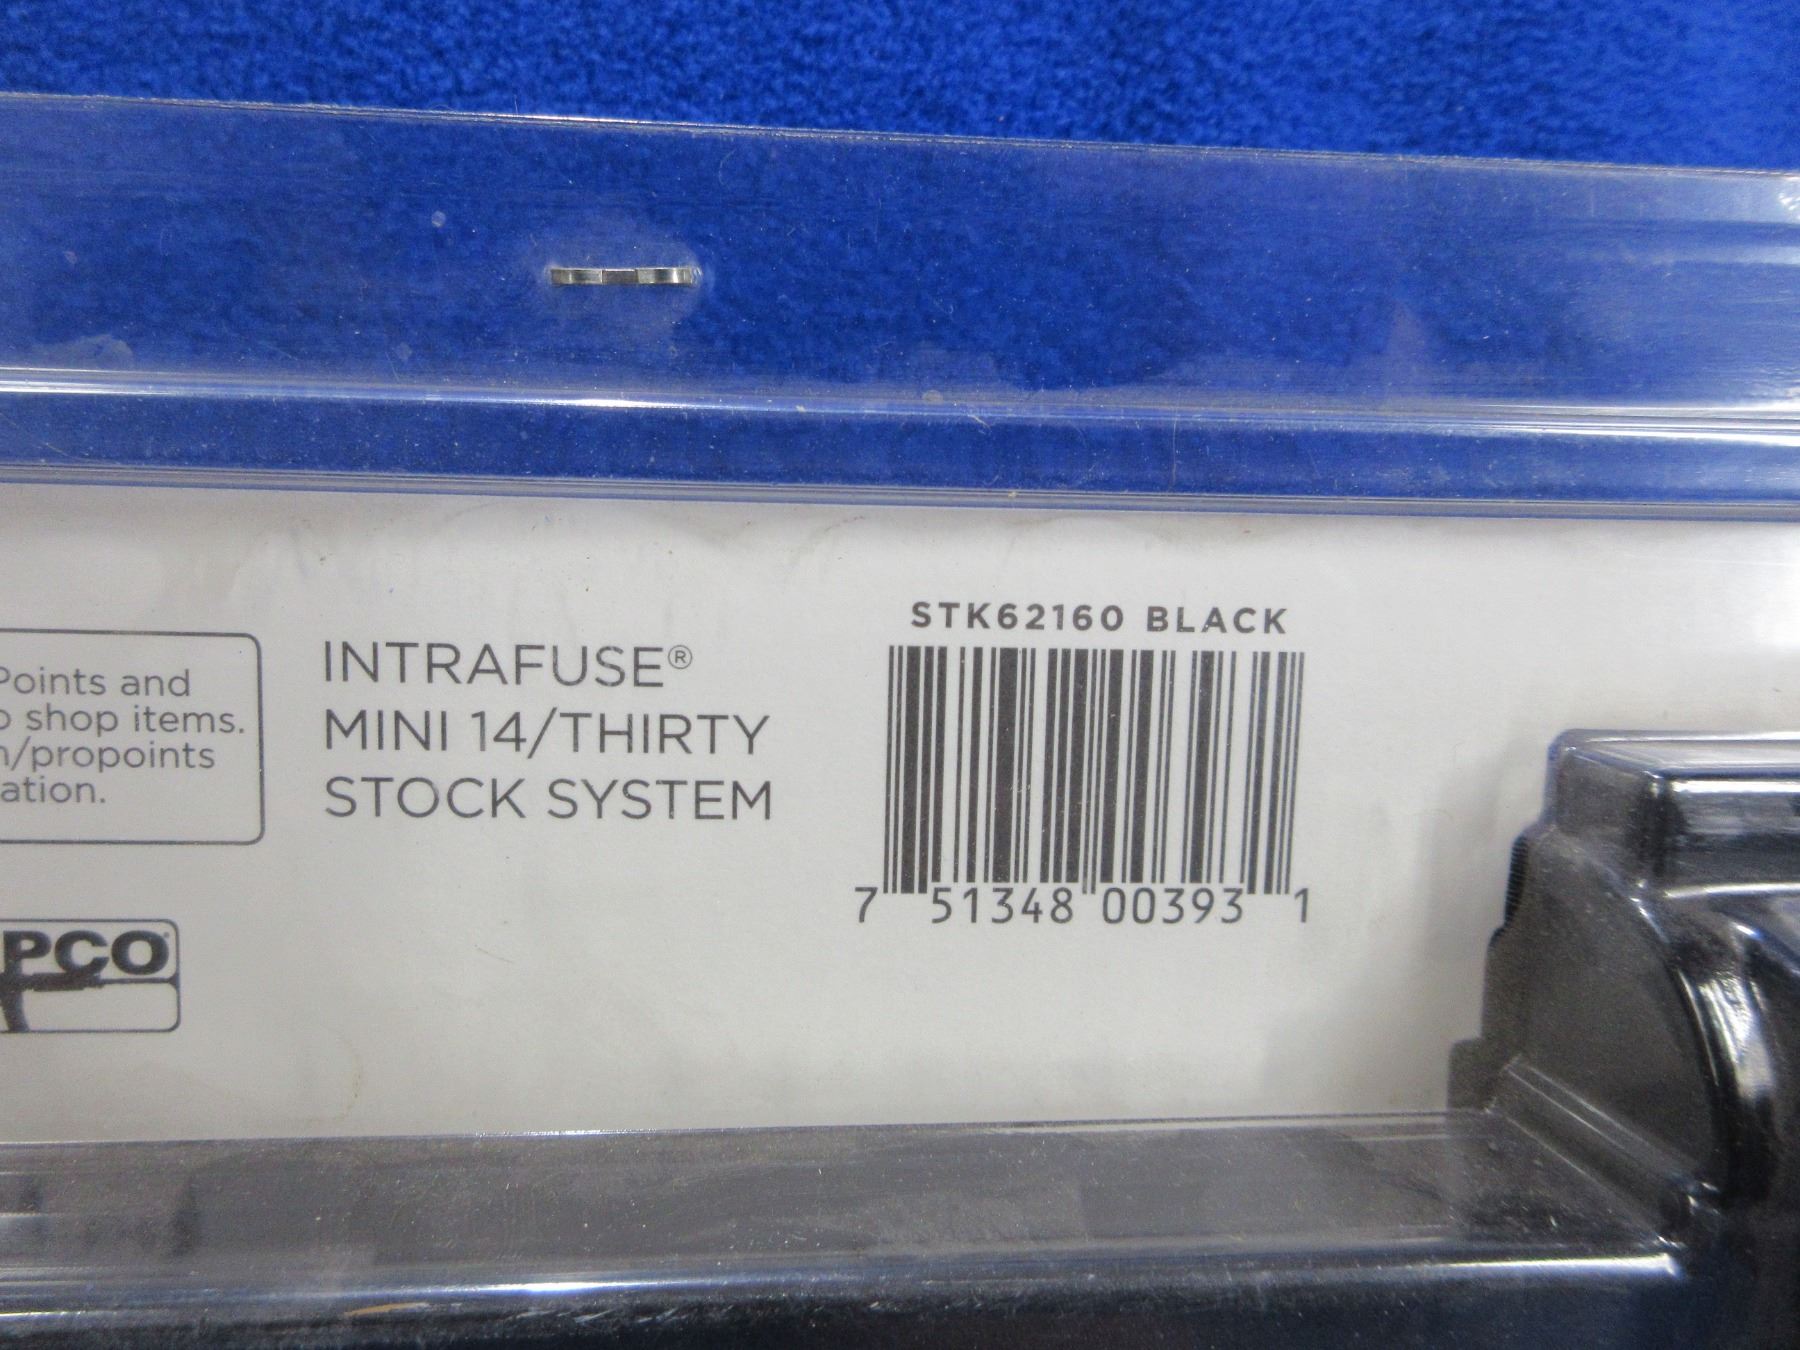 Points and
shop items.
/propoints
ation.
INTRAFUSE®
MINI 14/THIRTY
STOCK SYSTEM
STK62160 BLACK
7 51348 00393 1
PCO